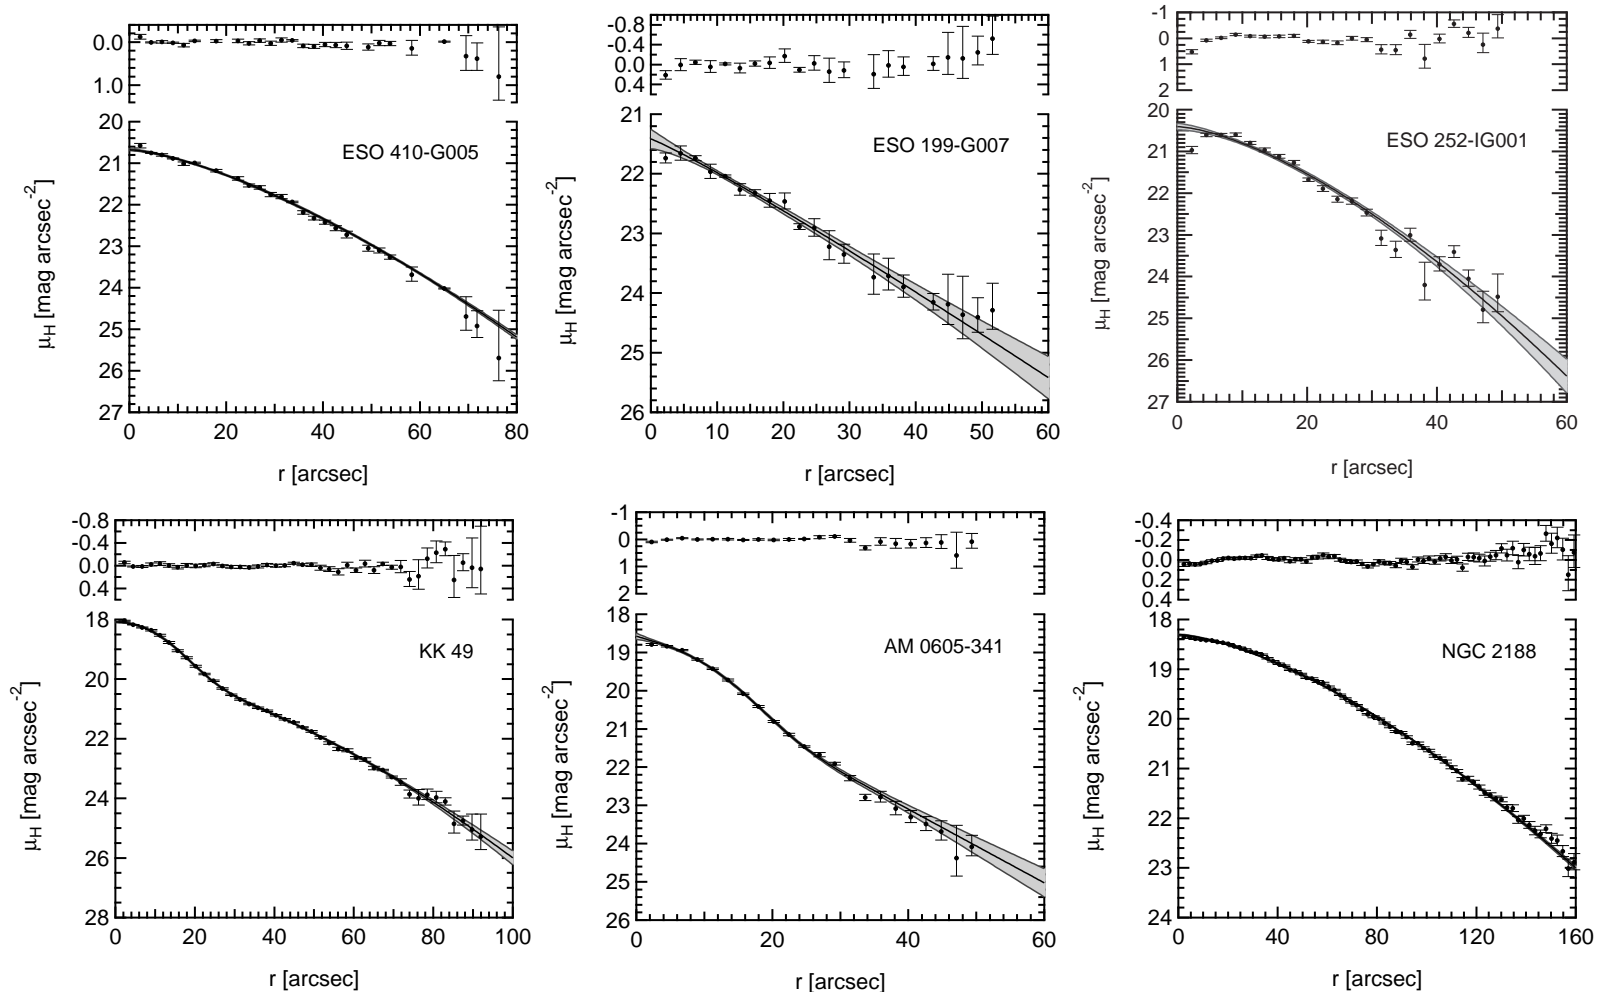 0.0
1.0
20
21
22
23
24
25
26
27
0 20 40 60 80
ESO 410-G005
μH [mag arcsec-2]
r [arcsec]
-0.8
-0.4
0.0
0.4
21
22
23
24
25
26
0 10 20 30 40 50 60
ESO 199-G007
μH [mag arcsec-2]
r [arcsec]
-1
0
1
2
20
21
22
23
24
25
26
27
0 20 40 60
ESO 252-IG001
μH [mag arcsec-2]
r [arcsec]
-0.8
-0.4
0.0
0.4
18
20
22
24
26
28
0 20 40 60 80 100
KK 49
μH [mag arcsec-2]
r [arcsec]
-1
0
1
2
18
19
20
21
22
23
24
25
26
0 20 40 60
AM 0605-341
μH [mag arcsec-2]
r [arcsec]
-0.4
-0.2
0.0
0.2
0.4
18
19
20
21
22
23
24
0 40 80 120 160
NGC 2188
μH [mag arcsec-2]
r [arcsec]